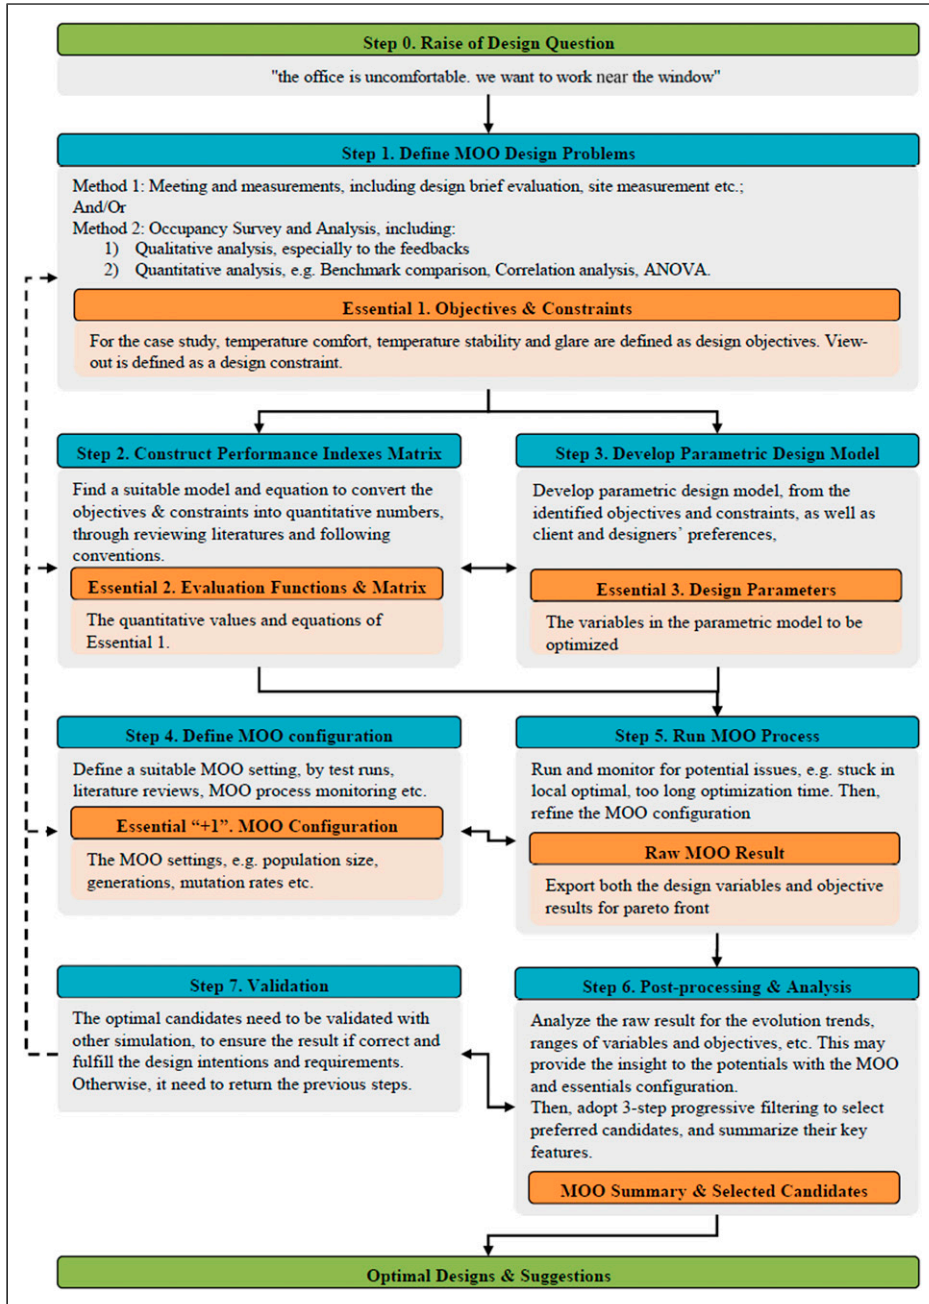 Step 0. Raise of Design Question
"the office is uncomfortable. we want to work near the window"
Step 1. Define MOO Design Problems
Method 1: Meeting and measurements, including design brief evaluation, site measurement etc.;
And/Or
Method 2: Occupancy Survey and Analysis, including:
1) Qualitative analysis, especially to the feedbacks
2) Quantitative analysis, e.g. Benchmark comparison, Correlation analysis, ANOVA.
Essential 1. Objectives & Constraints
For the case study, temperature comfort, temperature stability and glare are defined as design objectives. View-
out is defined as a design constraint.
Step 2. Construct Performance Indexes Matrix
Find a suitable model and equation to convert the
objectives & constraints into quantitative numbers,
through reviewing literatures and following
conventions.
Essential 2. Evaluation Functions & Matrix
The quantitative values and equations of
Essential 1.
Step 3. Develop Parametric Design Model
Develop parametric design model, from the
identified objectives and constraints, as well as
client and designers’ preferences,
Essential 3. Design Parameters
The variables in the parametric model to be
optimized
Step 4. Define MOO configuration
Define a suitable MOO setting, by test runs,
literature reviews, MOO process monitoring etc.
Essential “+1”. MOO Configuration
The MOO settings, e.g. population size,
generations, mutation rates etc.
Step 5. Run MOO Process
Run and monitor for potential issues, e.g. stuck in
local optimal, too long optimization time. Then,
refine the MOO configuration
Raw MOO Result
Export both the design variables and objective
results for pareto front
Step 7. Validation
The optimal candidates need to be validated with
other simulation, to ensure the result if correct and
fulfill the design intentions and requirements.
Otherwise, it need to return the previous steps.
Step 6. Post-processing & Analysis
Analyze the raw result for the evolution trends,
ranges of variables and objectives, etc. This may
provide the insight to the potentials with the MOO
and essentials configuration.
Then, adopt 3-step progressive filtering to select
preferred candidates, and summarize their key
features.
MOO Summary & Selected Candidates
Optimal Designs & Suggestions